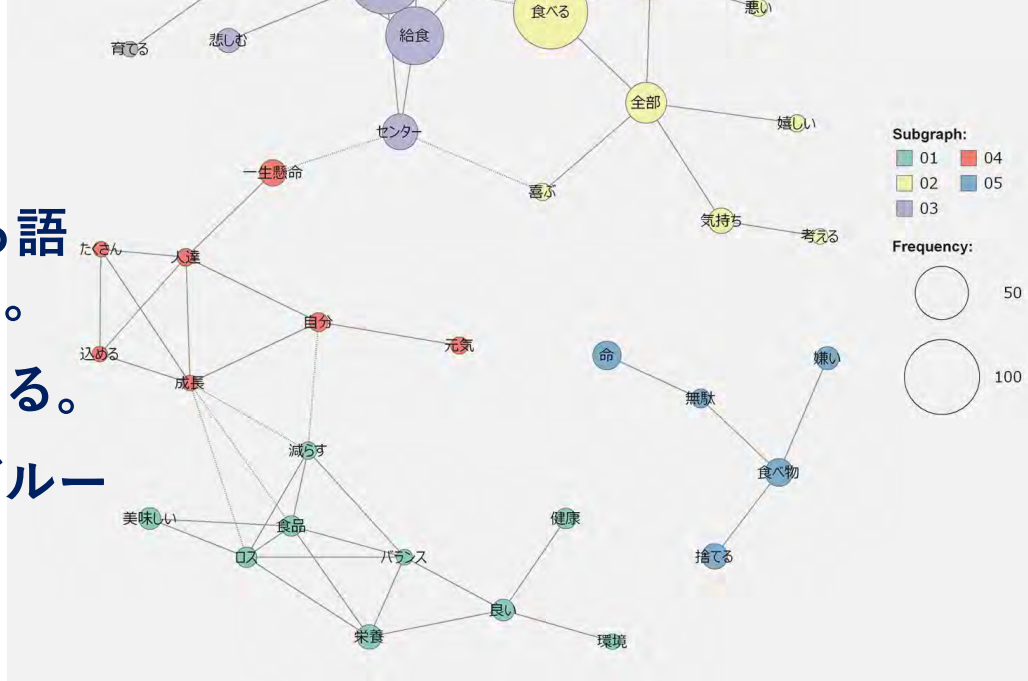 悪い
食べる
給食
悲しむ
育てる
全部
嬉しい
センター
Subgraph:
01 04
02 05
03
一生懸命
喜ぶ
気持ち
考える
る語
たくさん
人達
Frequency:
50
。
自分
元気
込める
命
嫌い
100
成長
る。
無駄
減らす
食べ物
ルー
美味しい
食品
健康
ロス
バランス
捨てる
良い
栄養
環境